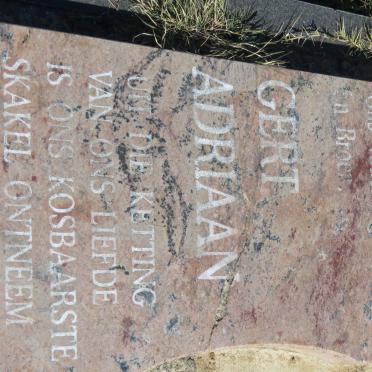 GERT
ADRIAAN
UIT DIE KETTING
VAN ONS LIEFDE
IS ONS KOSBAARSTE
SKAKEL ONTNEEM